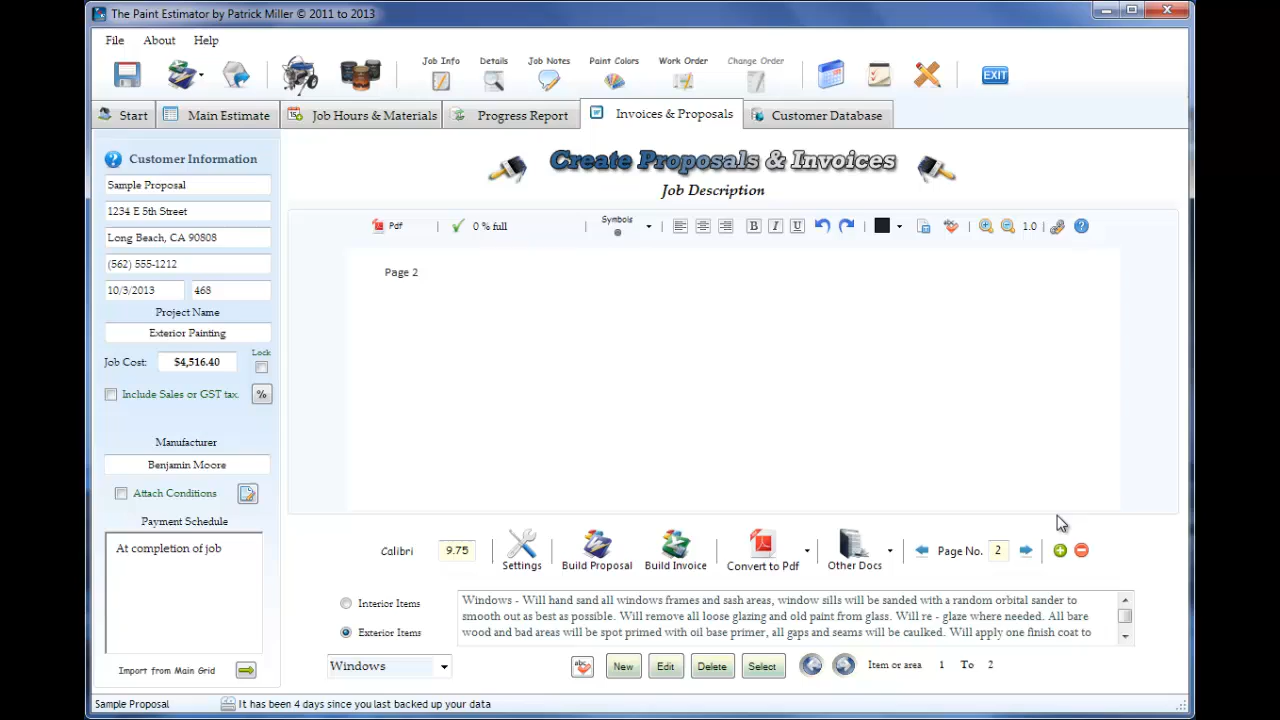 The Paint Estimator by Patrick Miller © 2011 to 2013
File About Help
Job Info Details Job Notes Paint Colors Work Order Change Order
EXIT
Start Main Estimate Job Hours & Materials Progress Report Invoices & Proposals Customer Database
Customer Information
Sample Proposal
1234 E 5th Street
Long Beach, CA 90808
(562) 555-1212
10/3/2013 468
Project Name
Exterior Painting
Job Cost: $4,516.40 Lock
Include Sales or GST tax. %
Manufacturer
Benjamin Moore
Attach Conditions
Payment Schedule
At completion of job
Import from Main Grid
Create Proposals & Invoices
Job Description
Pdf 0 % full Symbols B I U 1.0
Page 2
Calibri 9.75 Settings Build Proposal Build Invoice Convert to Pdf Other Docs Page No. 2
Interior Items
Exterior Items
Windows
Windows - Will hand sand all windows frames and sash areas, window sills will be sanded with a random orbital sander to
smooth out as best as possible. Will remove all loose glazing and old paint from glass. Will re - glaze where needed. All bare
wood and bad areas will be spot primed with oil base primer, all gaps and seams will be caulked. Will apply one finish coat to
abc New Edit Delete Select Item or area 1 To 2
Sample Proposal It has been 4 days since you last backed up your data